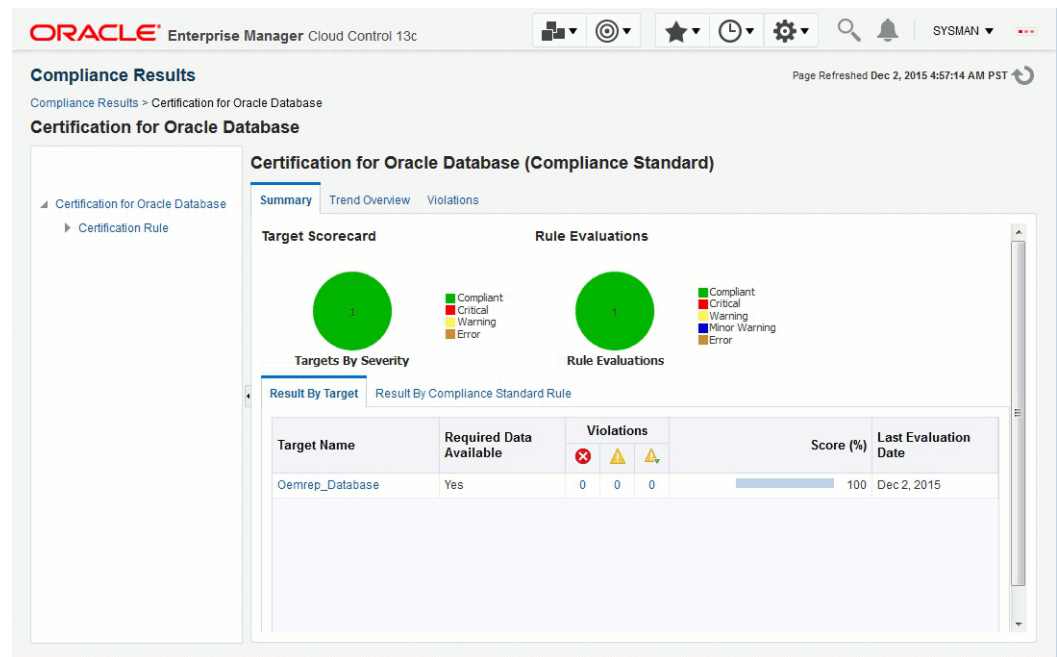 ORACLE Enterprise Manager Cloud Control 13c
SYSMAN
Compliance Results
Page Refreshed Dec 2, 2015 4:57:14 AM PST
Compliance Results > Certification for Oracle Database
Certification for Oracle Database
Certification for Oracle Database
Certification Rule
Certification for Oracle Database (Compliance Standard)
Summary Trend Overview Violations
Target Scorecard
1
Compliant
Critical
Warning
Error
Targets By Severity
Rule Evaluations
1
Compliant
Critical
Warning
Minor Warning
Error
Rule Evaluations
Result By Target Result By Compliance Standard Rule
Target Name Required Data Available Violations Score (%) Last Evaluation Date
Oemrep_Database Yes 0 0 0 100 Dec 2, 2015